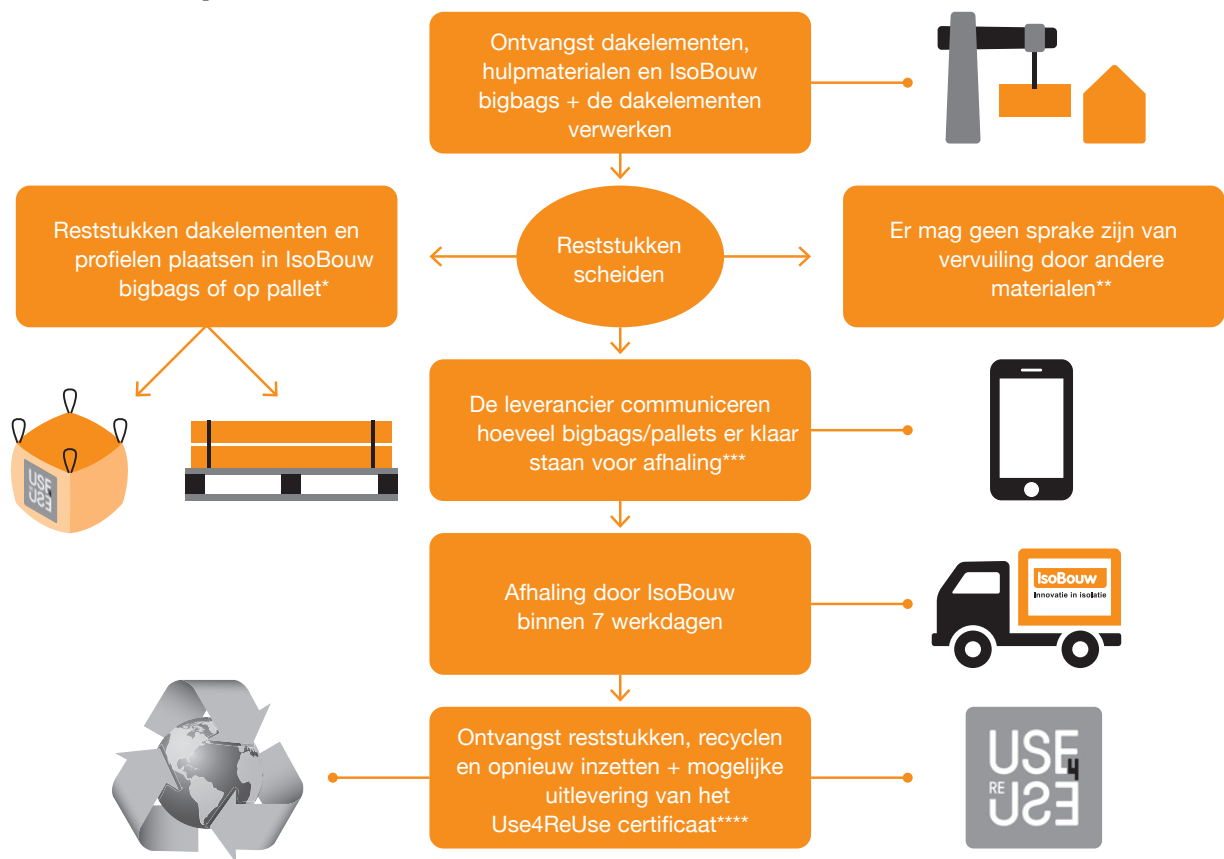 Ontvangst dakelementen,
hulpmaterialen en IsoBouw
bigbags + de dakelementen
verwerken
Reststukken dakelementen en
profielen plaatsen in IsoBouw
bigbags of op pallet*
Reststukken
scheiden
Er mag geen sprake zijn van
vervuiling door andere
materialen**
USE
RE
USE
De leverancier communiceren
hoeveel bigbags/pallets er klaar
staan voor afhaling***
Afhaling door IsoBouw
binnen 7 werkdagen
IsoBouw
Innovatie in isolatie
Ontvangst reststukken, recyclen
en opnieuw inzetten + mogelijke
uitlevering van het
Use4ReUse certificaat****
USE
4
RE
USE